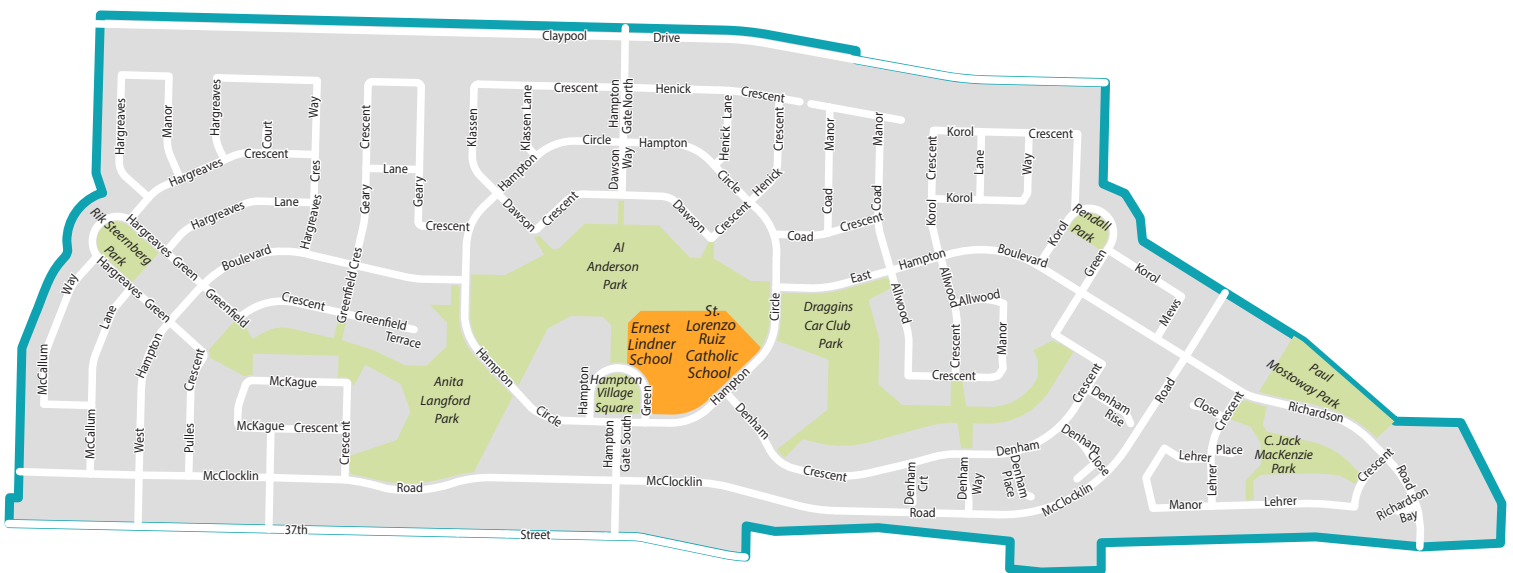 Claypool Drive
Hargreaves
Manor
Hargreaves
Court
Way
Crescent
Hargreaves
Crescent
Cres
Hargreaves
Lane
Hargreaves
Geary
Lane
Geary
Crescent
Klassen
Klassen Lane
Crescent
Hampton
Gate North
Henick
Crescent
Henick Lane
Crescent
Henick
Manor
Coad
Manor
Coad
Coad
Crescent
Hampton
Circle
Hampton
Circle
Dawson
Way
Dawson
Crescent
Dawson
Crescent
Korol
Crescent
Crescent
Korol
Lane
Way
Korol
Korol
Rendall
Park
Green
Korol
Mews
Rik Steernberg
Park
Hargreaves
Green
Hargreaves
Green
Boulevard
Greenfield
Crescent
Greenfield
Terrace
Greenfield Cres
Way
McCallum
Lane
McCallum
Hampton
West
Crescent
Pulles
McKague
McKague
Crescent
Crescent
Al
Anderson
Park
Anita
Langford
Park
Ernest
Lindner
School
St.
Lorenzo
Ruiz
Catholic
School
Hampton
Village
Square
Hampton
Green
Hampton
Circle
Hampton
Circle
Hampton
Gate South
Draggins
Car Club
Park
East
Hampton
Boulevard
Allwood
Allwood
Allwood
Crescent
Manor
Crescent
Denham
Crescent
Denham
Crescent
Denham
Crt
Denham
Way
Denham
Place
Denham
Rise
Denham
Close
McClocklin
Road
McClocklin
Road
McClocklin
Road
Paul
Mostoway Park
Richardson
Road
Richardson
Bay
Close
Crescent
Lehrer
Place
Lehrer
Manor
Lehrer
Crescent
C. Jack
MacKenzie
Park
37th
Street